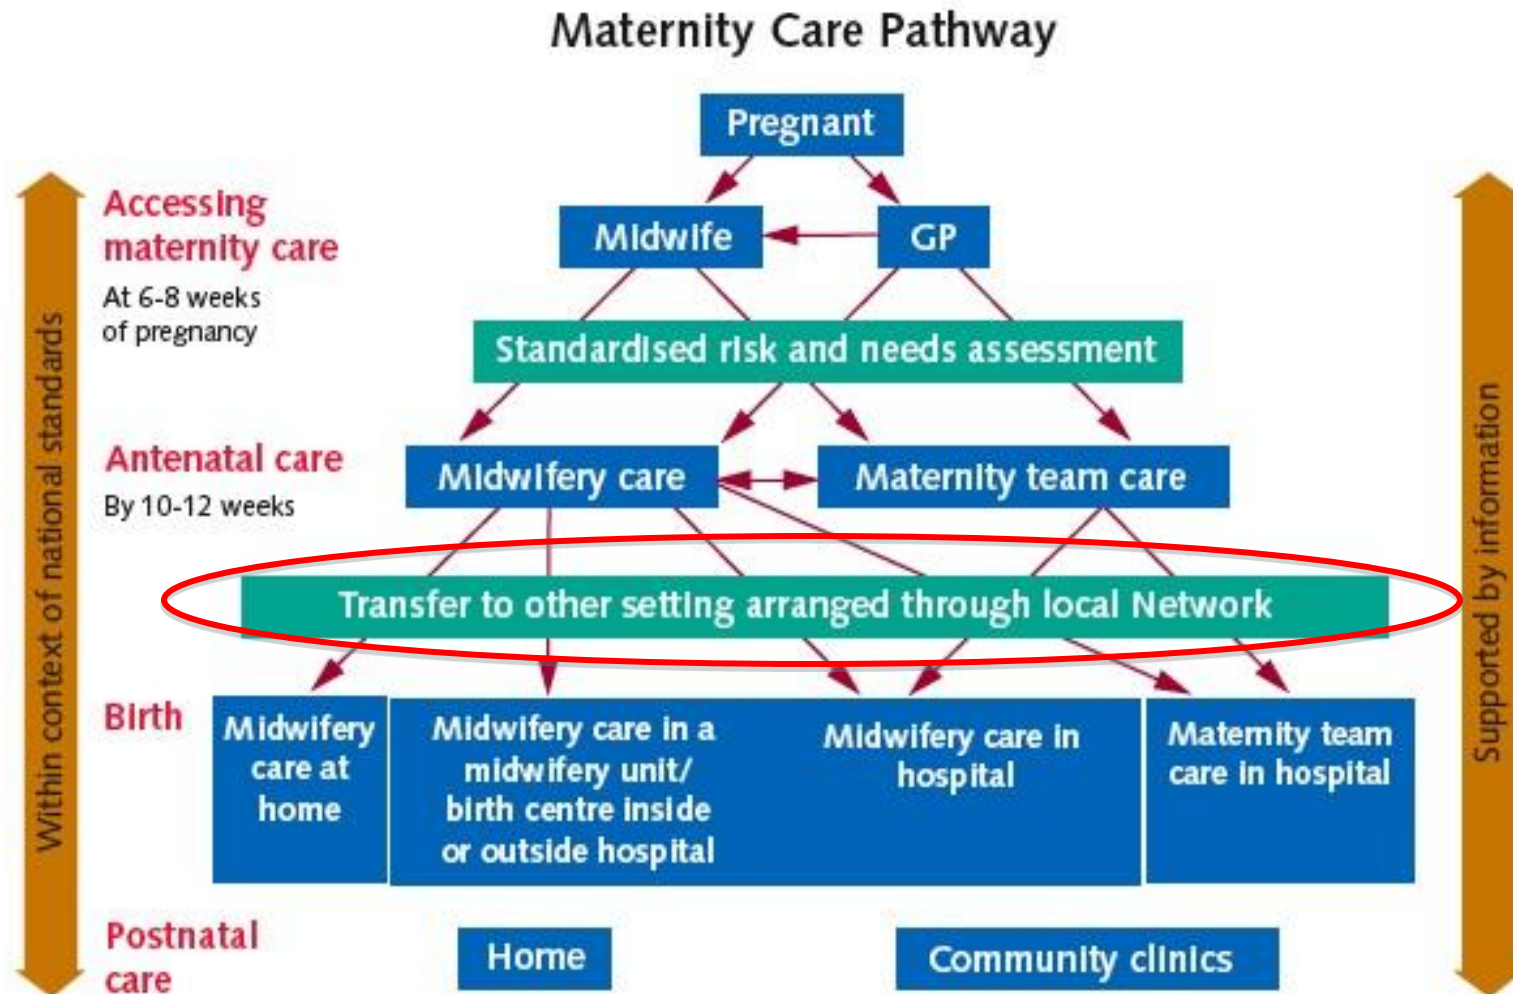 Maternity Care Pathway
Pregnant
Accessing
maternity care
At 6-8 weeks
of pregnancy
Midwife
GP
Standardised risk and needs assessment
Antenatal care
By 10-12 weeks
Midwifery care
Maternity team care
Transfer to other setting arranged through local Network
Birth
Midwifery
care at
home
Midwifery care in a
midwifery unit/
birth centre inside
or outside hospital
Midwifery care in
hospital
Maternity team
care in hospital
Postnatal
care
Home
Community clinics
Within context of national standards
Supported by information